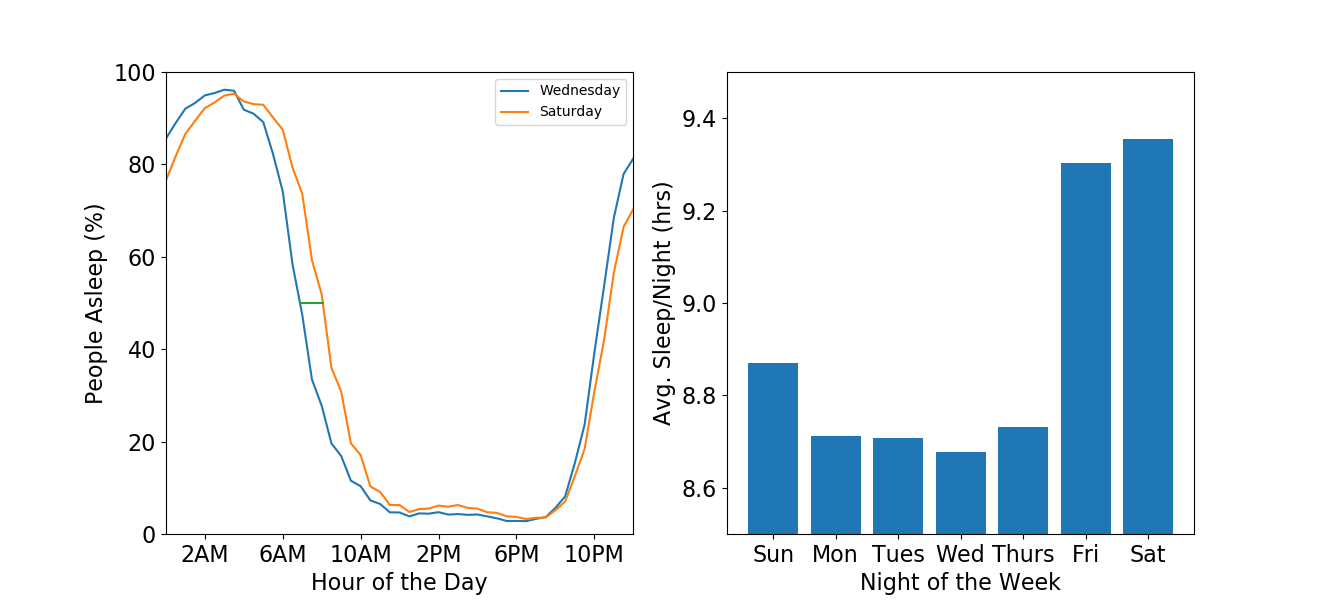 100
80
60
40
20
0
People Asleep (%)
Wednesday
Saturday
2AM 6AM 10AM 2PM 6PM 10PM
Hour of the Day
9.4
9.2
9.0
8.8
8.6
Avg. Sleep/Night (hrs)
Sun Mon Tues Wed Thurs Fri Sat
Night of the Week